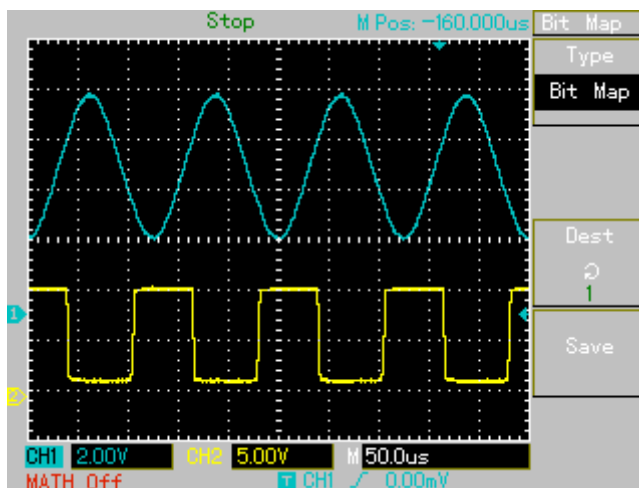 Stop M Pos: -160.000us Bit Map
Type
Bit Map
Dest
1
Save
1
2
CH1 2.00V CH2 5.00V M 50.0us
MATH Off T CH1 0.00mV